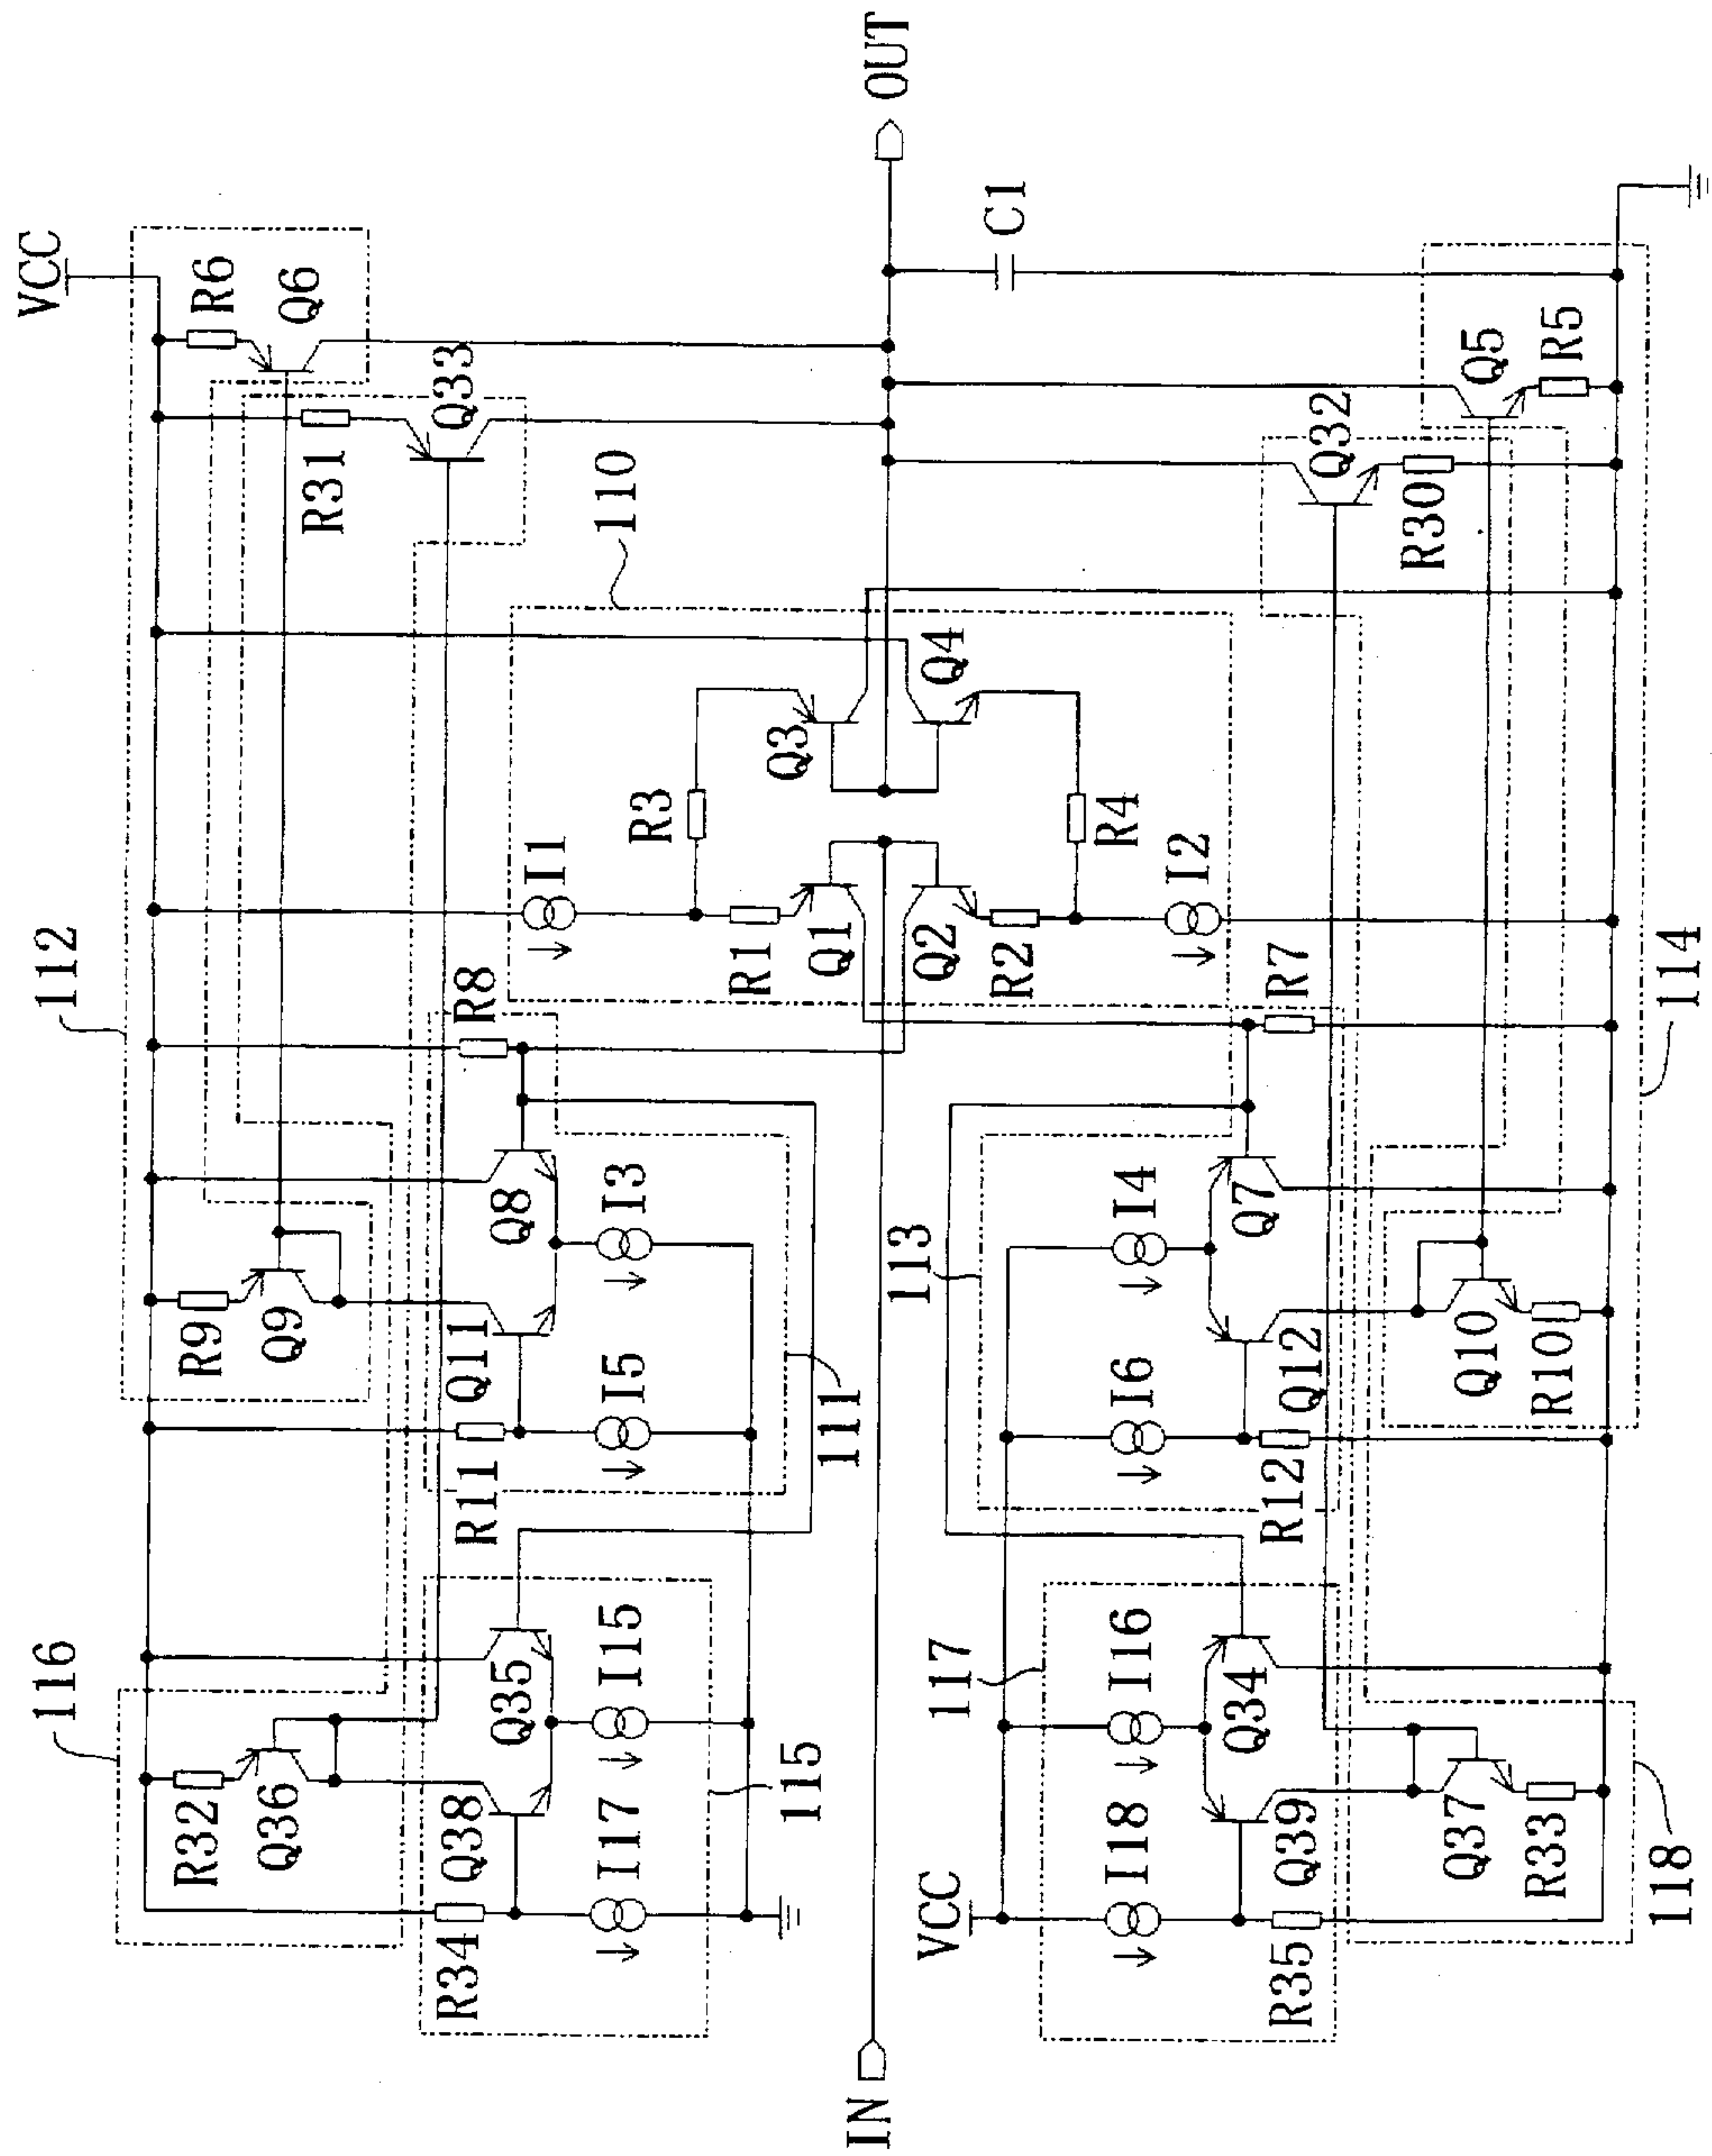 VCC
OUT
112
R6
Q6
R31
Q33
110
C1
Q5
R5
Q32
R30
Q3
Q4
R3
R4
I1
R1
Q1
Q2
R2
I2
R8
R7
114
Q8
I3
113
I4
Q7
R9
Q9
Q11
I5
111
I6
Q12
Q10
R10
R11
R12
116
Q35
I15
117
I16
Q34
R32
Q36
Q38
I17
115
I18
Q39
Q37
R33
118
R34
VCC
R35
IN